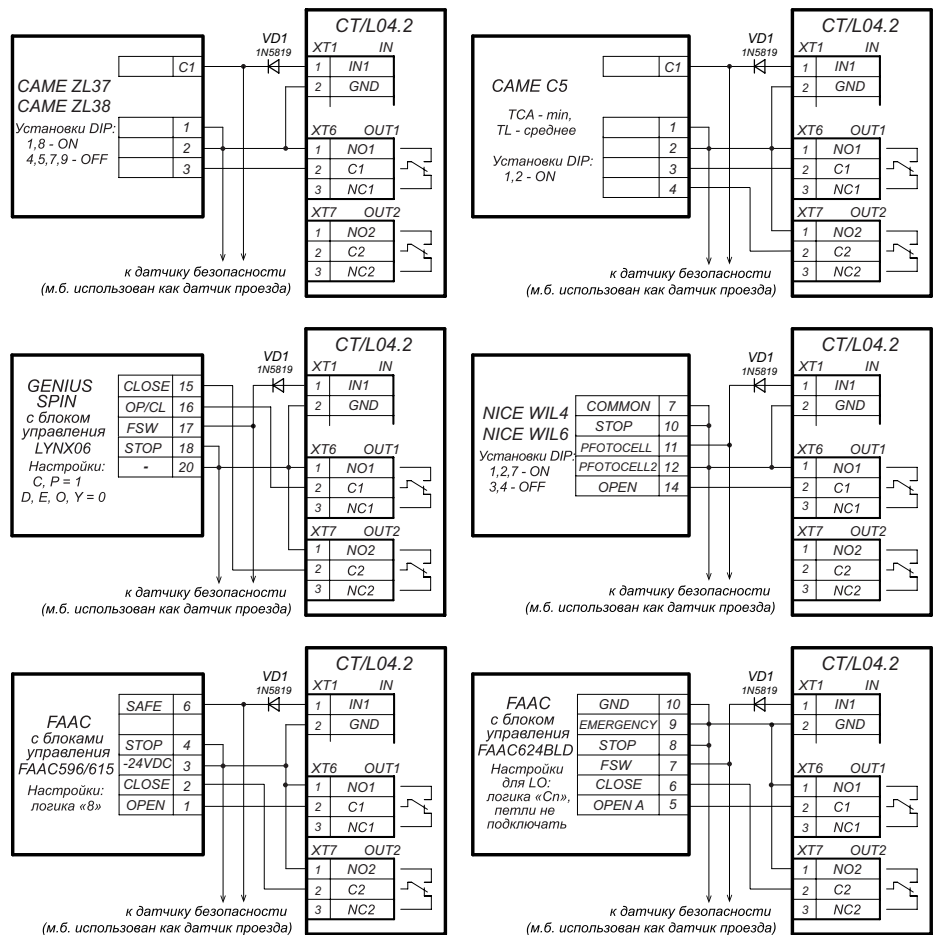 CAME ZL37
CAME ZL38
Установки DIP:
1,8 - ON
4,5,7,9 - OFF
C1
1
2
3
VD1
1N5819
CT/L04.2
XT1 IN
1 IN1
2 GND
XT6 OUT1
1 NO1
2 C1
3 NC1
XT7 OUT2
1 NO2
2 C2
3 NC2
к датчику безопасности
(м.б. использован как датчик проезда)
CAME C5
TCA - min,
TL - среднее
Установки DIP:
1,2 - ON
C1
1
2
3
4
VD1
1N5819
CT/L04.2
XT1 IN
1 IN1
2 GND
XT6 OUT1
1 NO1
2 C1
3 NC1
XT7 OUT2
1 NO2
2 C2
3 NC2
к датчику безопасности
(м.б. использован как датчик проезда)
GENIUS
SPIN
с блоком
управления
LYNX06
Настройки:
C, P = 1
D, E, O, Y = 0
CLOSE 15
OP/CL 16
FSW 17
STOP 18
- 20
VD1
1N5819
CT/L04.2
XT1 IN
1 IN1
2 GND
XT6 OUT1
1 NO1
2 C1
3 NC1
XT7 OUT2
1 NO2
2 C2
3 NC2
к датчику безопасности
(м.б. использован как датчик проезда)
NICE WIL4
NICE WIL6
Установки DIP:
1,2,7 - ON
3,4 - OFF
COMMON 7
STOP 10
PFOTOCELL 11
PFOTOCELL2 12
OPEN 14
VD1
1N5819
CT/L04.2
XT1 IN
1 IN1
2 GND
XT6 OUT1
1 NO1
2 C1
3 NC1
XT7 OUT2
1 NO2
2 C2
3 NC2
к датчику безопасности
(м.б. использован как датчик проезда)
FAAC
с блоками
управления
FAAC596/615
Настройки:
логика «8»
SAFE 6
STOP 4
-24VDC 3
CLOSE 2
OPEN 1
VD1
1N5819
CT/L04.2
XT1 IN
1 IN1
2 GND
XT6 OUT1
1 NO1
2 C1
3 NC1
XT7 OUT2
1 NO2
2 C2
3 NC2
к датчику безопасности
(м.б. использован как датчик проезда)
FAAC
с блоком
управления
FAAC624BLD
Настройки
для LO:
логика «Cn»,
петли не
подключать
GND 10
EMERGENCY 9
STOP 8
FSW 7
CLOSE 6
OPEN A 5
VD1
1N5819
CT/L04.2
XT1 IN
1 IN1
2 GND
XT6 OUT1
1 NO1
2 C1
3 NC1
XT7 OUT2
1 NO2
2 C2
3 NC2
к датчику безопасности
(м.б. использован как датчик проезда)